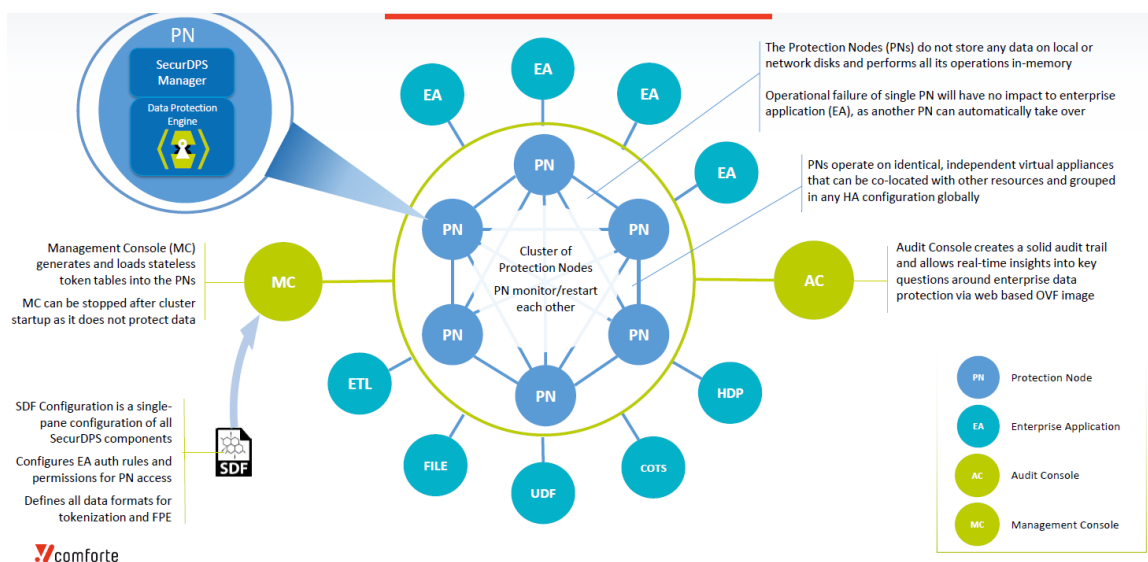 PN
SecurDPS
Manager
Data Protection
Engine
EA
EA
EA
EA
The Protection Nodes (PNs) do not store any data on local or
network disks and performs all its operations in-memory
Operational failure of single PN will have no impact to enterprise
application (EA), as another PN can automatically take over
PNs operate on identical, independent virtual appliances
that can be co-located with other resources and grouped
in any HA configuration globally
PN
PN
PN
Cluster of
Protection Nodes
PN monitor/restart
each other
PN
PN
PN
Management Console (MC)
generates and loads stateless
token tables into the PNs
MC can be stopped after cluster
startup as it does not protect data
MC
AC
Audit Console creates a solid audit trail
and allows real-time insights into key
questions around enterprise data
protection via web based OVF image
ETL
FILE
UDF
COTS
HDP
SDF Configuration is a single-
pane configuration of all
SecurDPS components
Configures EA auth rules and
permissions for PN access
Defines all data formats for
tokenization and FPE
SDF
PN Protection Node
EA Enterprise Application
AC Audit Console
MC Management Console
comforte